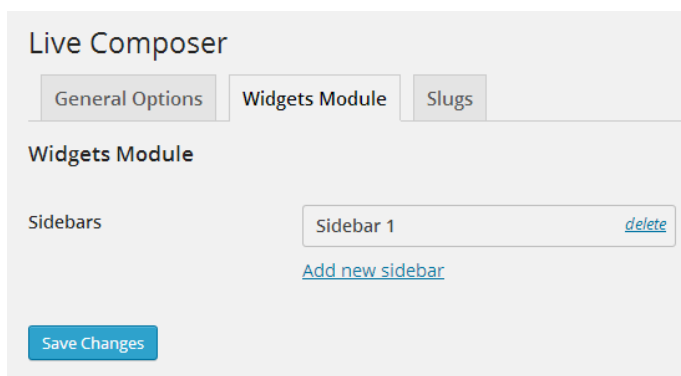 Live Composer
General Options Widgets Module Slugs
Widgets Module
Sidebars Sidebar 1 delete
Add new sidebar
Save Changes